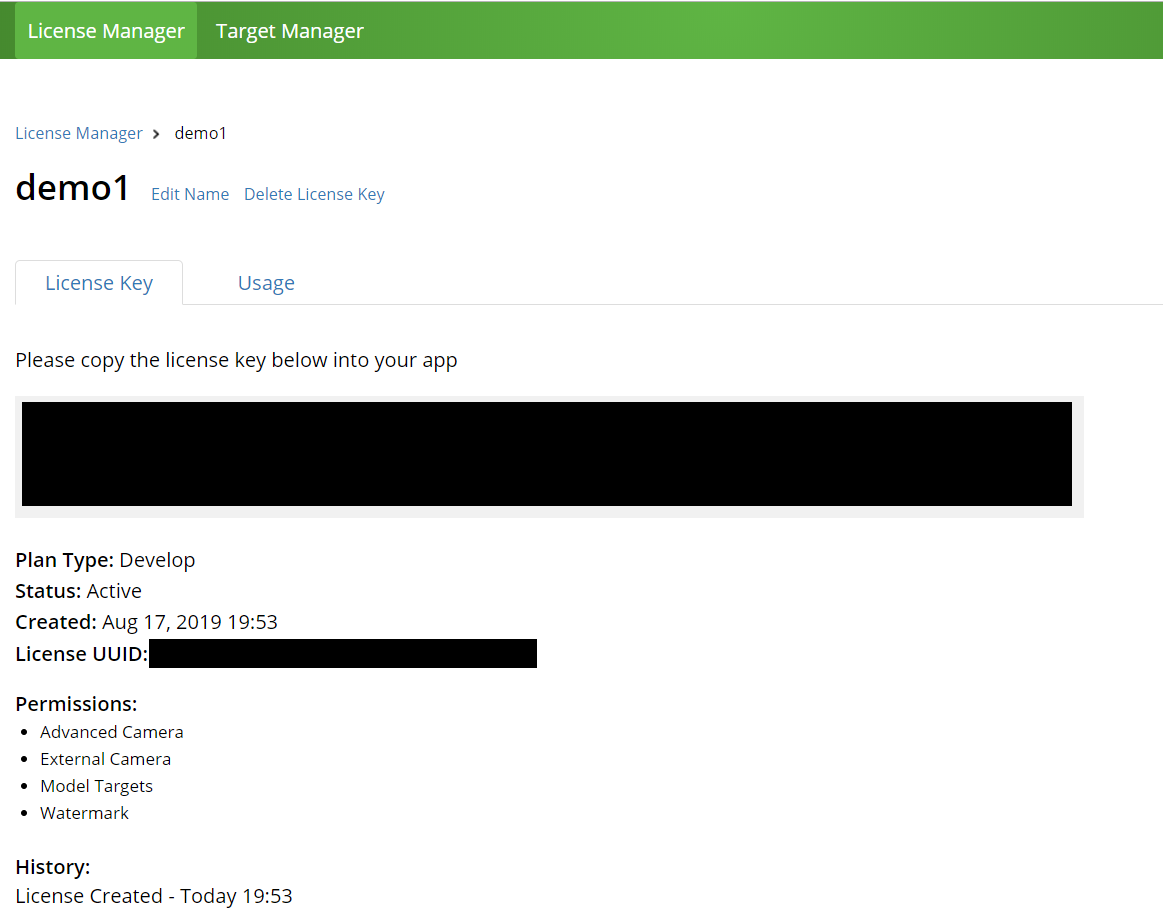 License Manager Target Manager
License Manager > demo1
demo1 Edit Name Delete License Key
License Key Usage
Please copy the license key below into your app
Plan Type: Develop
Status: Active
Created: Aug 17, 2019 19:53
License UUID:
Permissions:
• Advanced Camera
• External Camera
• Model Targets
• Watermark
History:
License Created - Today 19:53